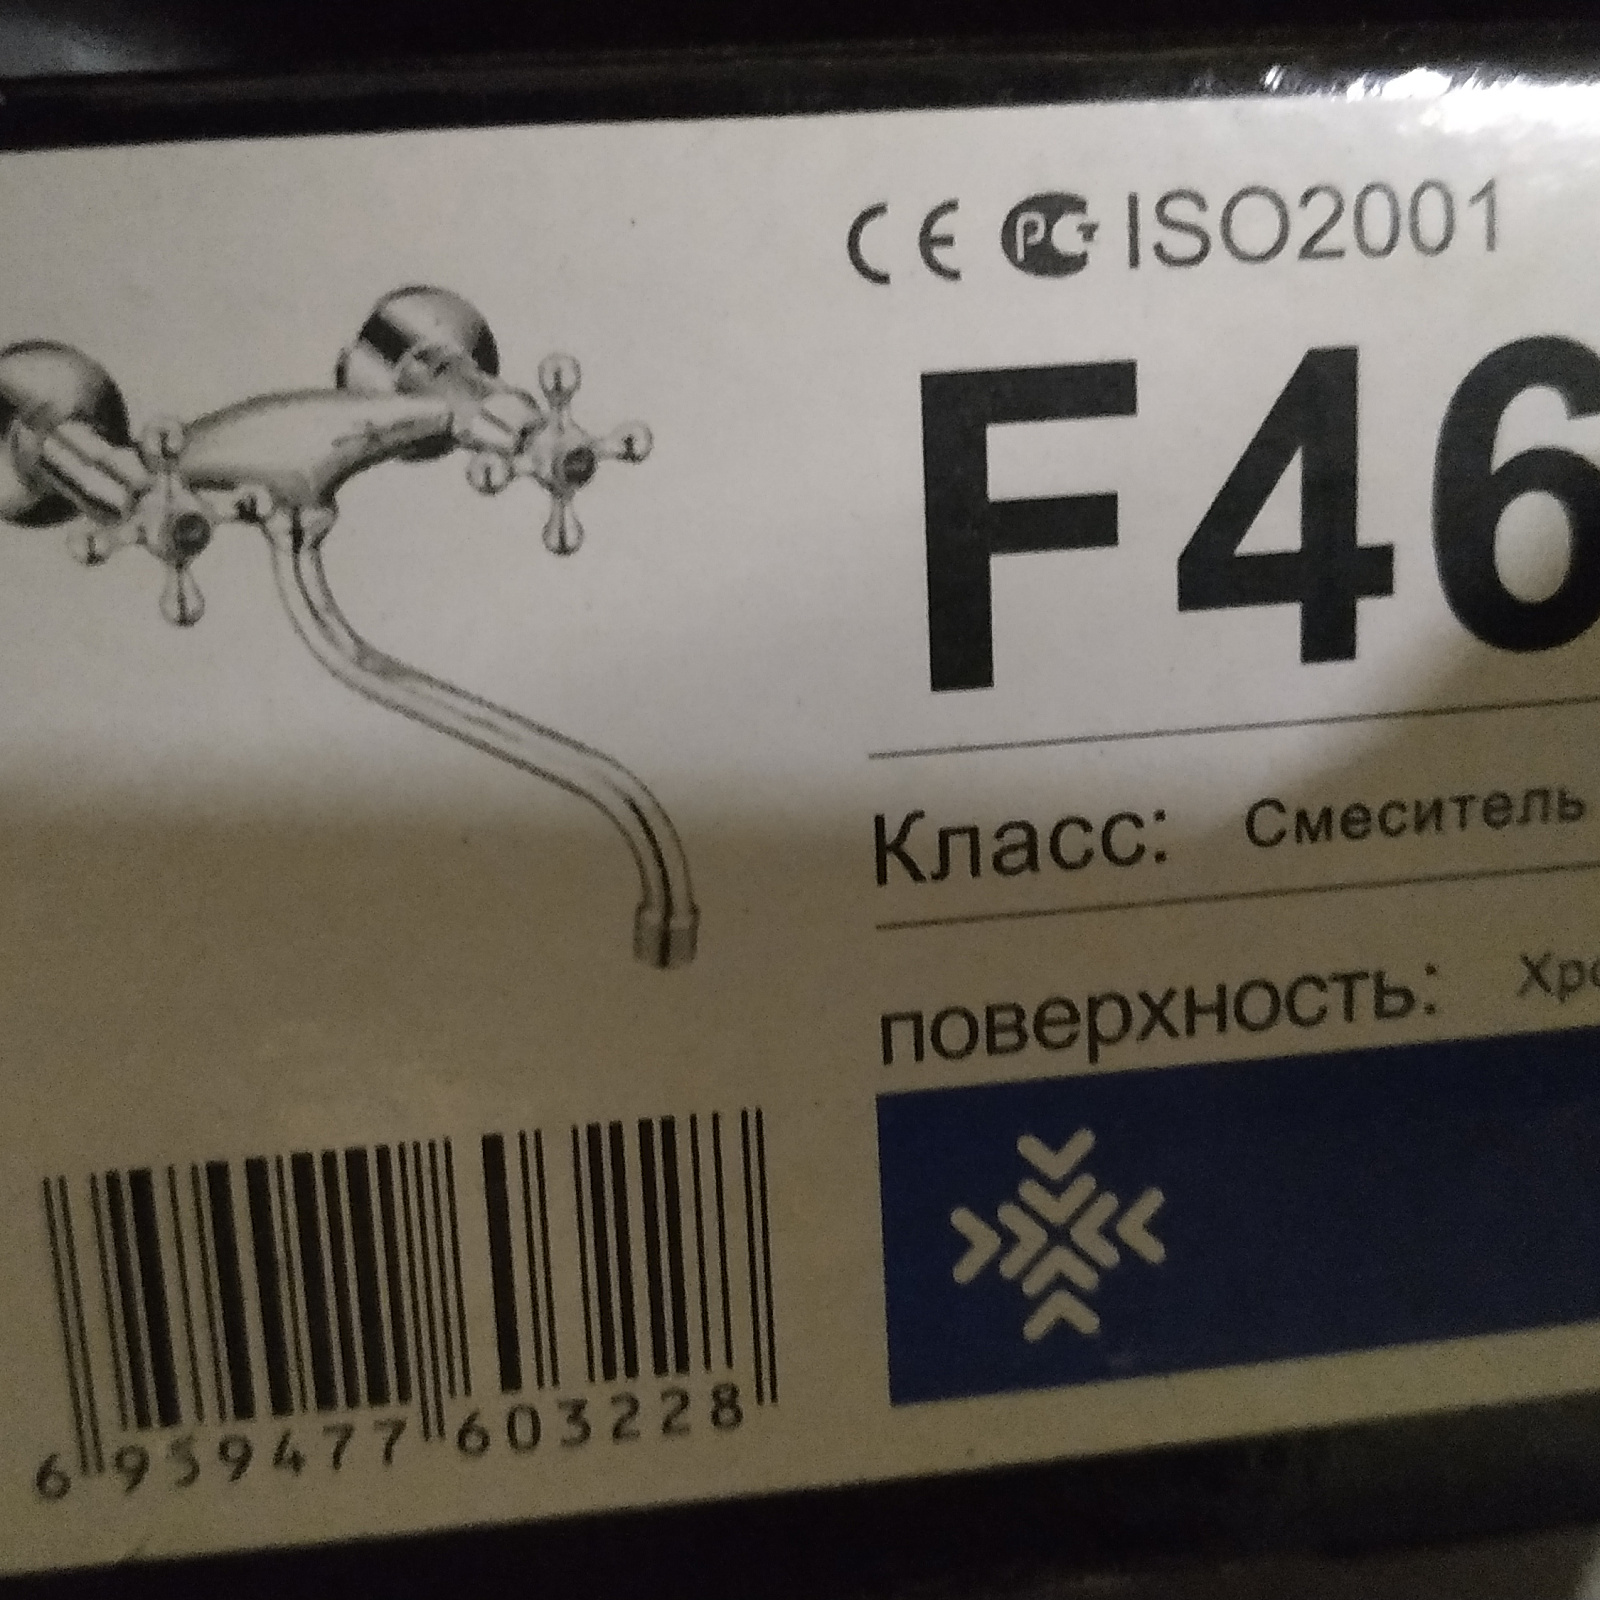 CE PCT ISO2001
F46
Класс: Смеситель
поверхность:
6 959477 603228